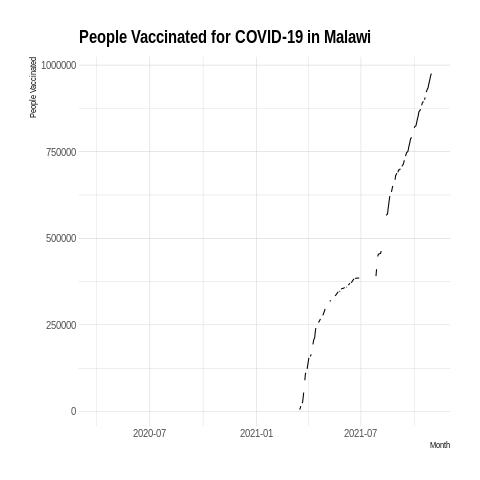 People Vaccinated for COVID-19 in Malawi
People Vaccinated
1000000
750000
500000
250000
0
2020-07
2021-01
2021-07
Month